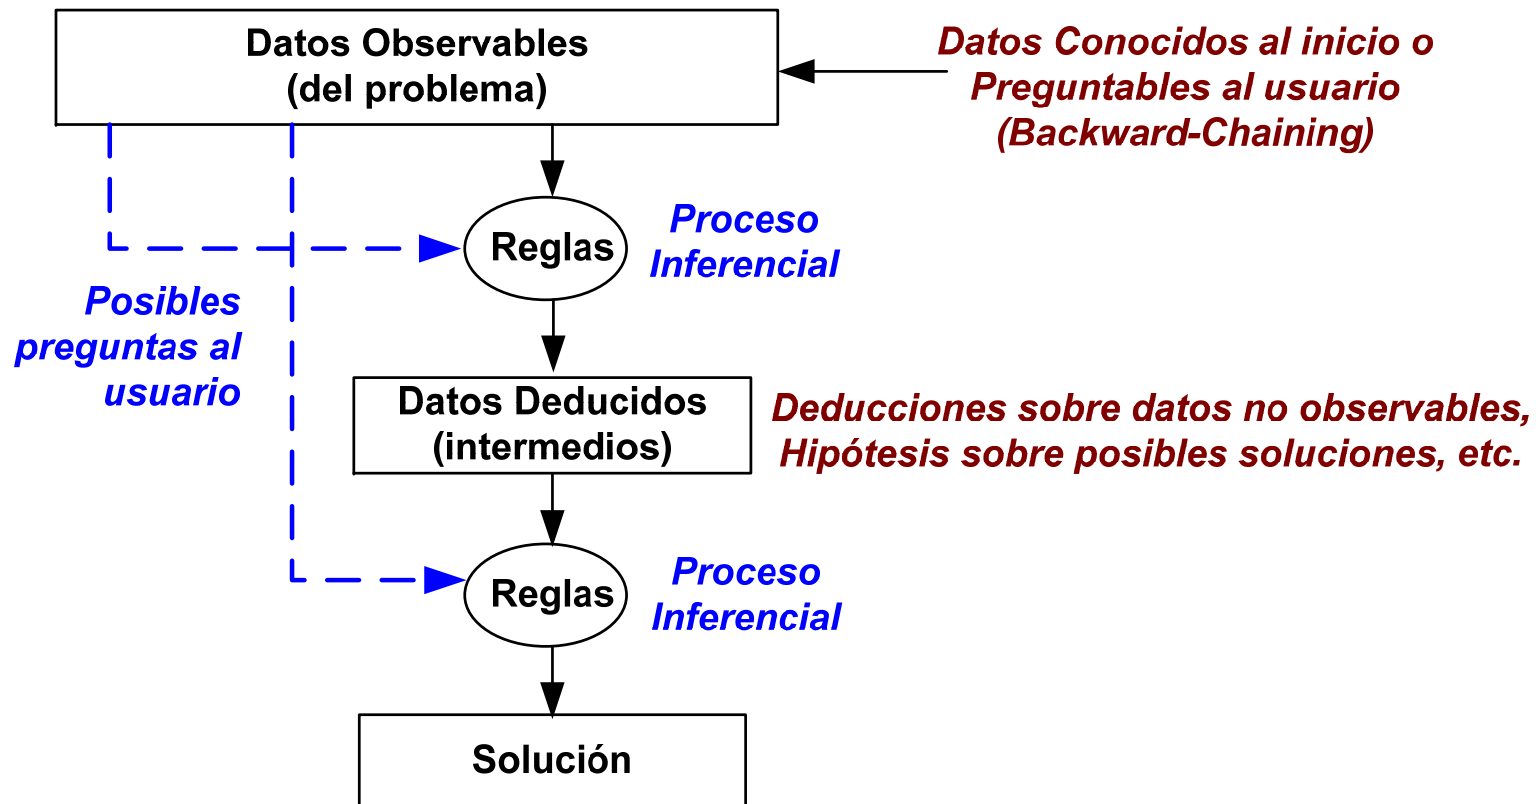 Datos Observables
(del problema)
Datos Conocidos al inicio o
Preguntables al usuario
(Backward-Chaining)
Reglas
Proceso
Inferencial
Posibles
preguntas al
usuario
Datos Deducidos
(intermedios)
Deducciones sobre datos no observables,
Hipótesis sobre posibles soluciones, etc.
Reglas
Proceso
Inferencial
Solución